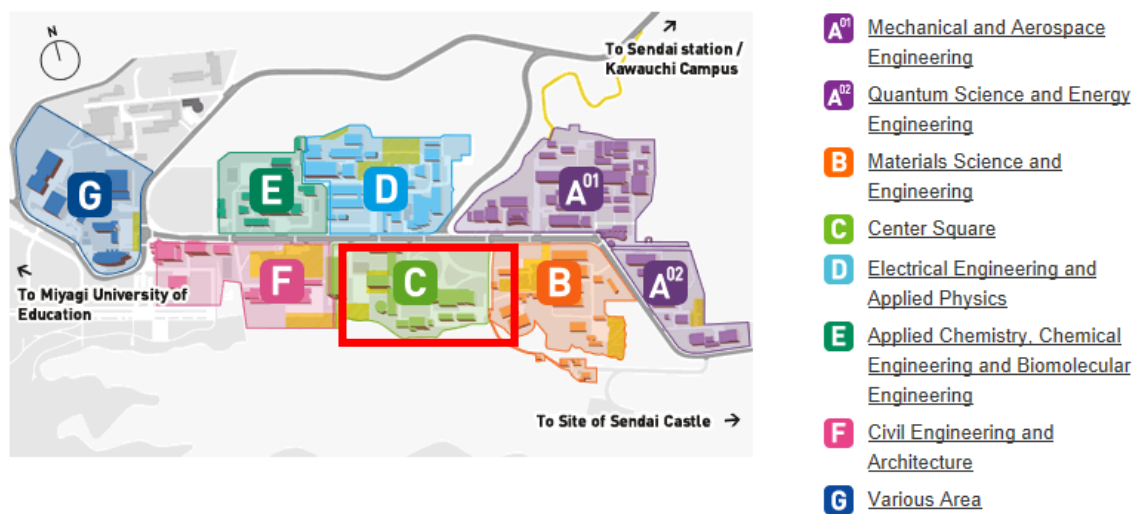 N
To Sendai station /
Kawauchi Campus
A01
E
D
G
F
C
B
A02
To Miyagi University of
Education
To Site of Sendai Castle
A01 Mechanical and Aerospace
Engineering
A02 Quantum Science and Energy
Engineering
B Materials Science and
Engineering
C Center Square
D Electrical Engineering and
Applied Physics
E Applied Chemistry, Chemical
Engineering and Biomolecular
Engineering
F Civil Engineering and
Architecture
G Various Area